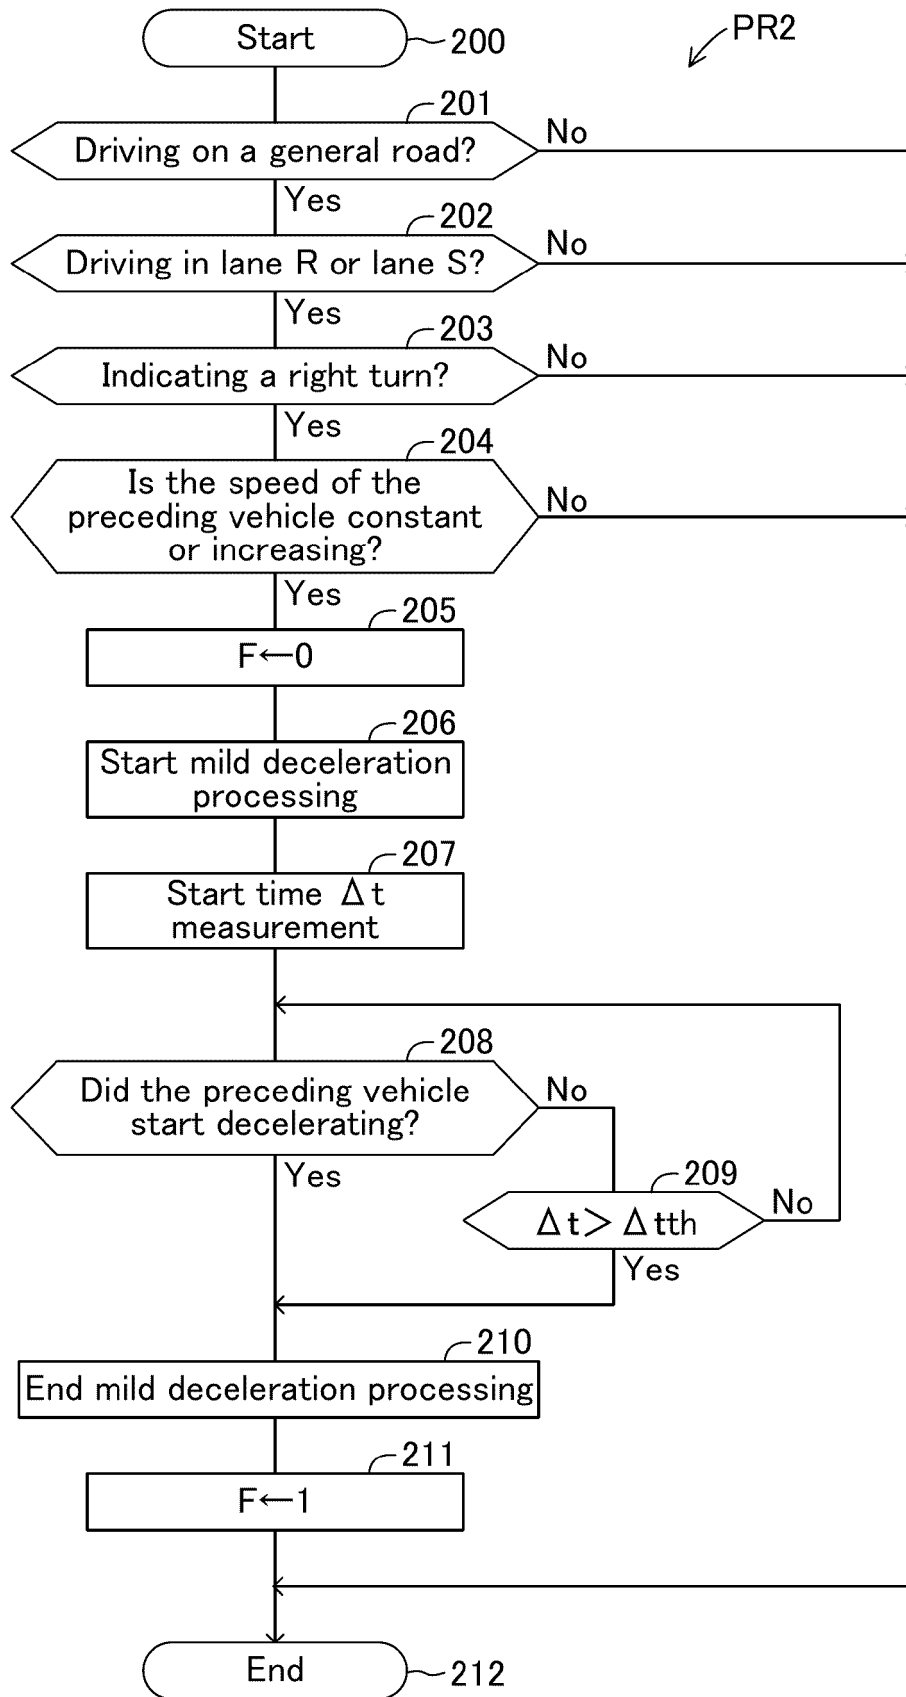 Start
200
PR2
201
Driving on a general road?
No
Yes
202
Driving in lane R or lane S?
No
Yes
203
Indicating a right turn?
No
Yes
204
Is the speed of the
preceding vehicle constant
or increasing?
No
Yes
205
F←0
206
Start mild deceleration
processing
207
Start time Δt
measurement
208
Did the preceding vehicle
start decelerating?
No
Yes
209
Δt＞Δtth
No
Yes
210
End mild deceleration processing
211
F←1
End
212